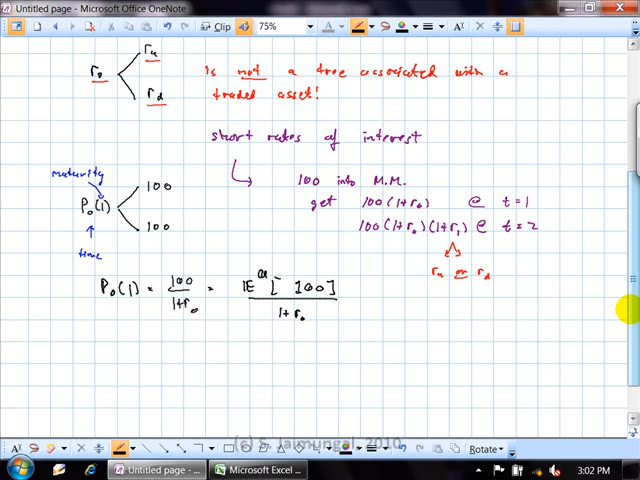 Untitled page - Microsoft OneNote
Clip
75%
r_u
r_0
r_d
is not a tree associated with a
traded asset!
short rates of interest
100 into M.M.
get 100(1+r_0) @ t=1
100(1+r_0)(1+r_1) @ t=2
r_u or r_d
maturity
100
P_0(1)
100
time
P_0(1) = 100 / 1+r_0 = E^Q[ 100] / 1+r_0
(c) S. Jaimungal, 2010
Rotate
Untitled page - Micr...
Microsoft Excel ...
3:02 PM